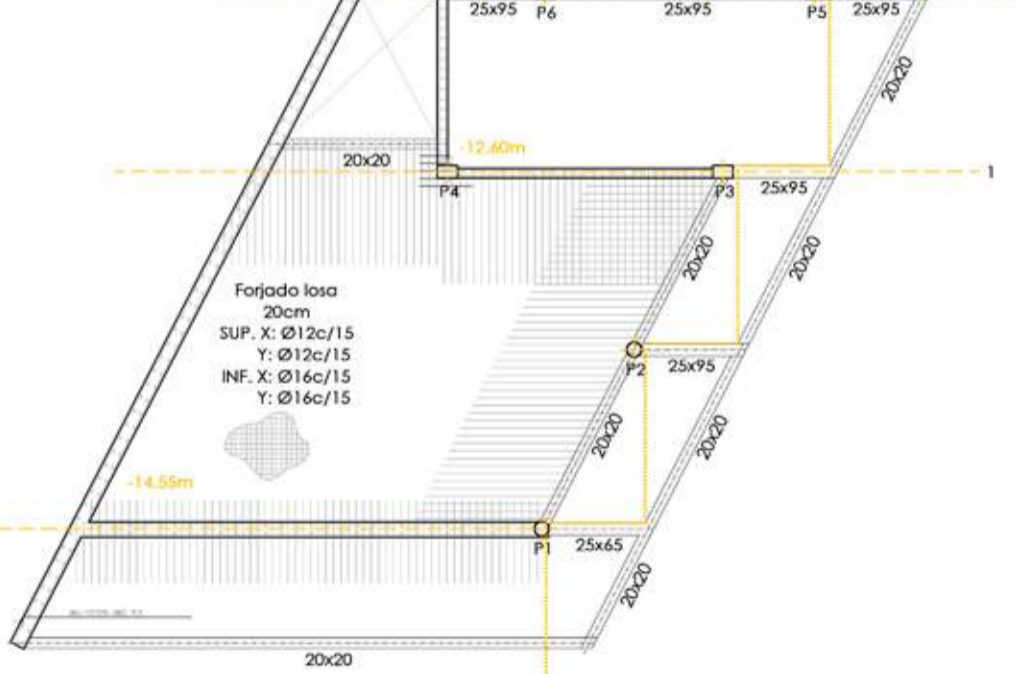 25x95
P6
25x95
P5
25x95
20x20
-12.60m
20x20
1
P4
P3
25x95
20x20
20x20
Forjado losa
20cm
SUP. X: Ø12c/15
Y: Ø12c/15
INF. X: Ø16c/15
Y: Ø16c/15
P2
25x95
20x20
20x20
-14.55m
P1
25x65
20x20
20x20